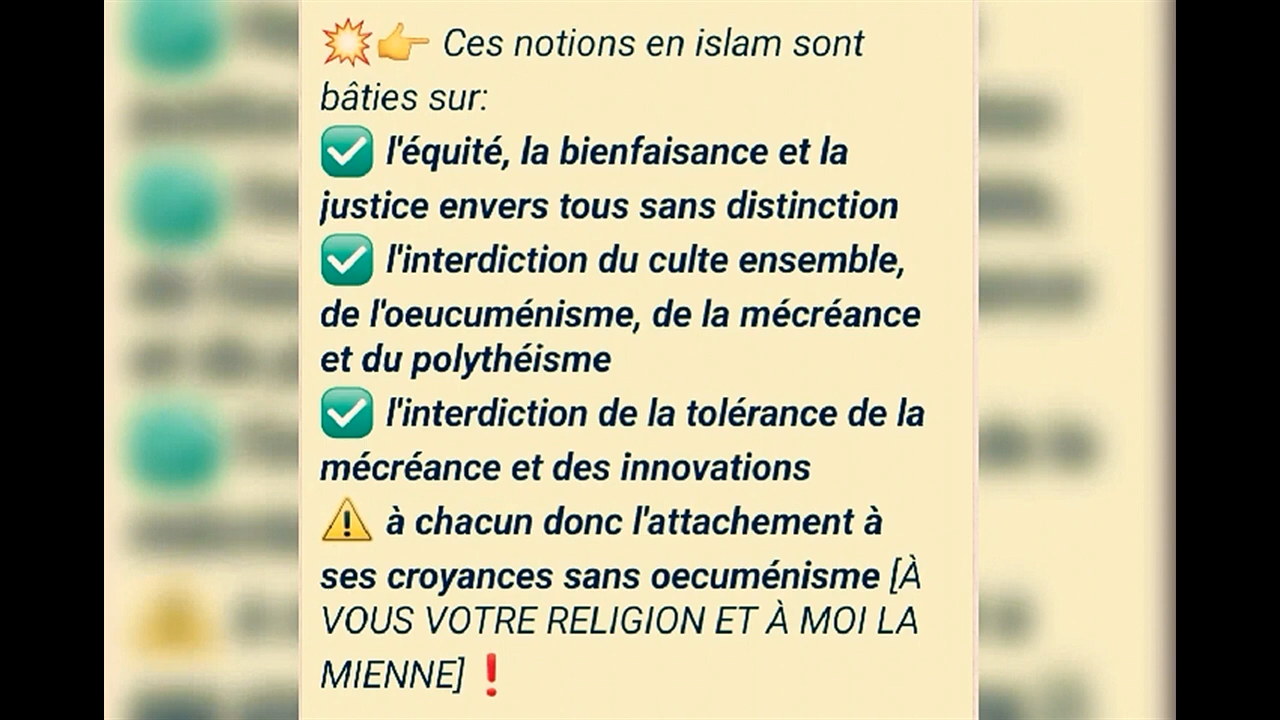 💥👉 Ces notions en islam sont
bâties sur:
✅ l'équité, la bienfaisance et la
justice envers tous sans distinction
✅ l'interdiction du culte ensemble,
de l'oeucuménisme, de la mécréance
et du polythéisme
✅ l'interdiction de la tolérance de la
mécréance et des innovations
⚠️ à chacun donc l'attachement à
ses croyances sans oecuménisme [À
VOUS VOTRE RELIGION ET À MOI LA
MIENNE]❗